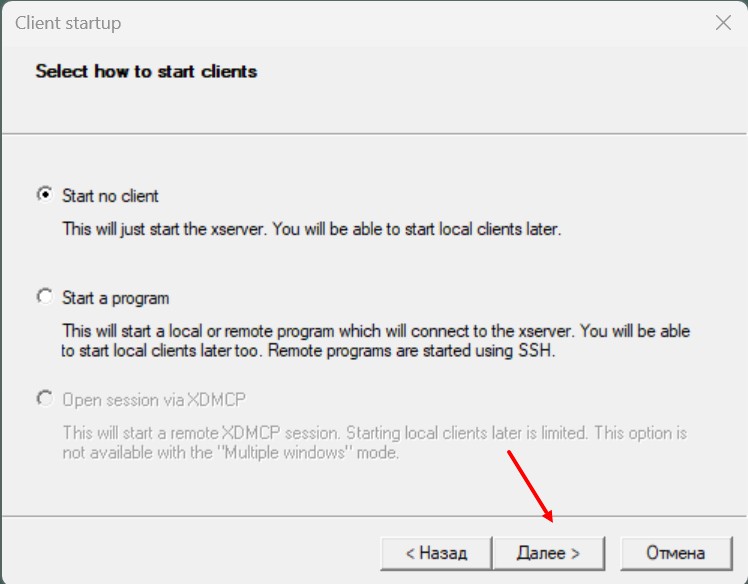 Client startup
Select how to start clients
Start no client
This will just start the xserver. You will be able to start local clients later.
Start a program
This will start a local or remote program which will connect to the xserver. You will be able
to start local clients later too. Remote programs are started using SSH.
Open session via XDMCP
This will start a remote XDMCP session. Starting local clients later is limited. This option is
not available with the "Multiple windows" mode.
< Назад
Далее >
Отмена